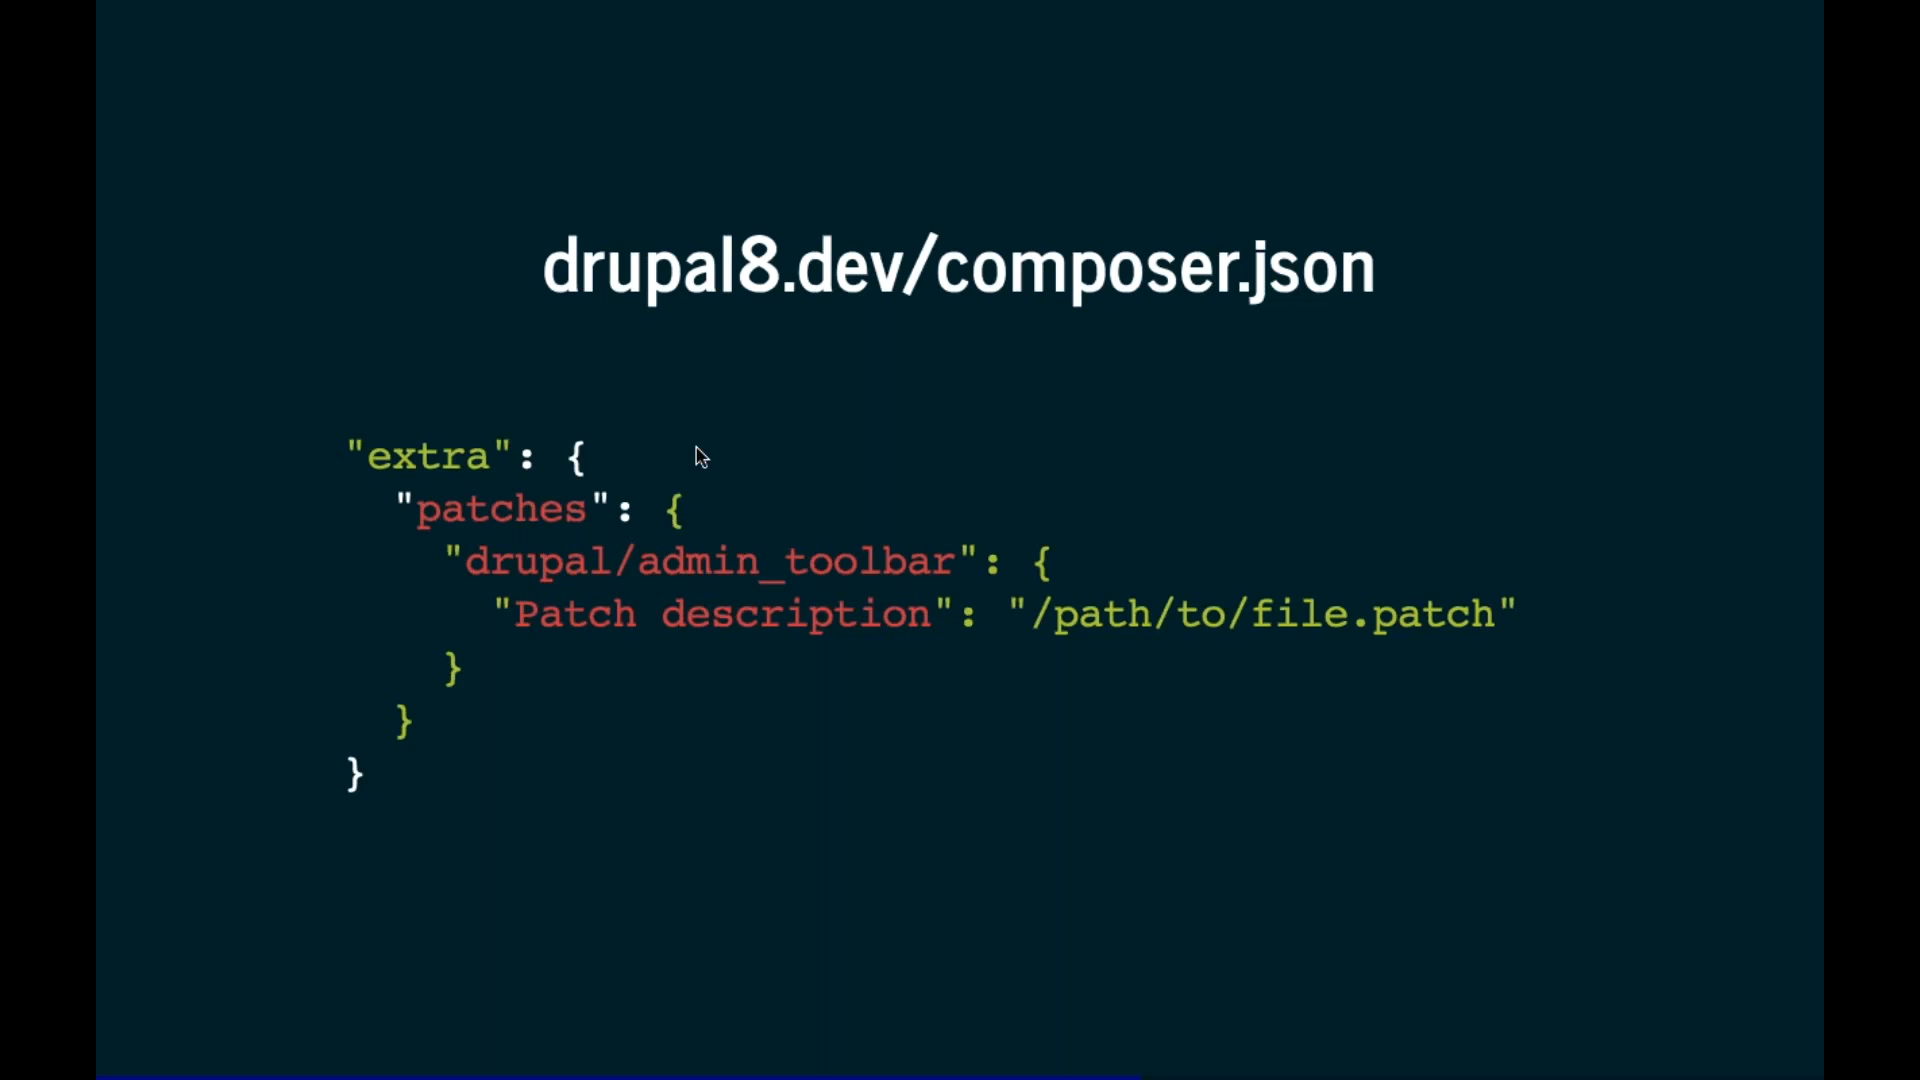 drupal8.dev/composer.json
"extra": {
"patches": {
"drupal/admin_toolbar": {
"Patch description": "/path/to/file.patch"
}
}
}